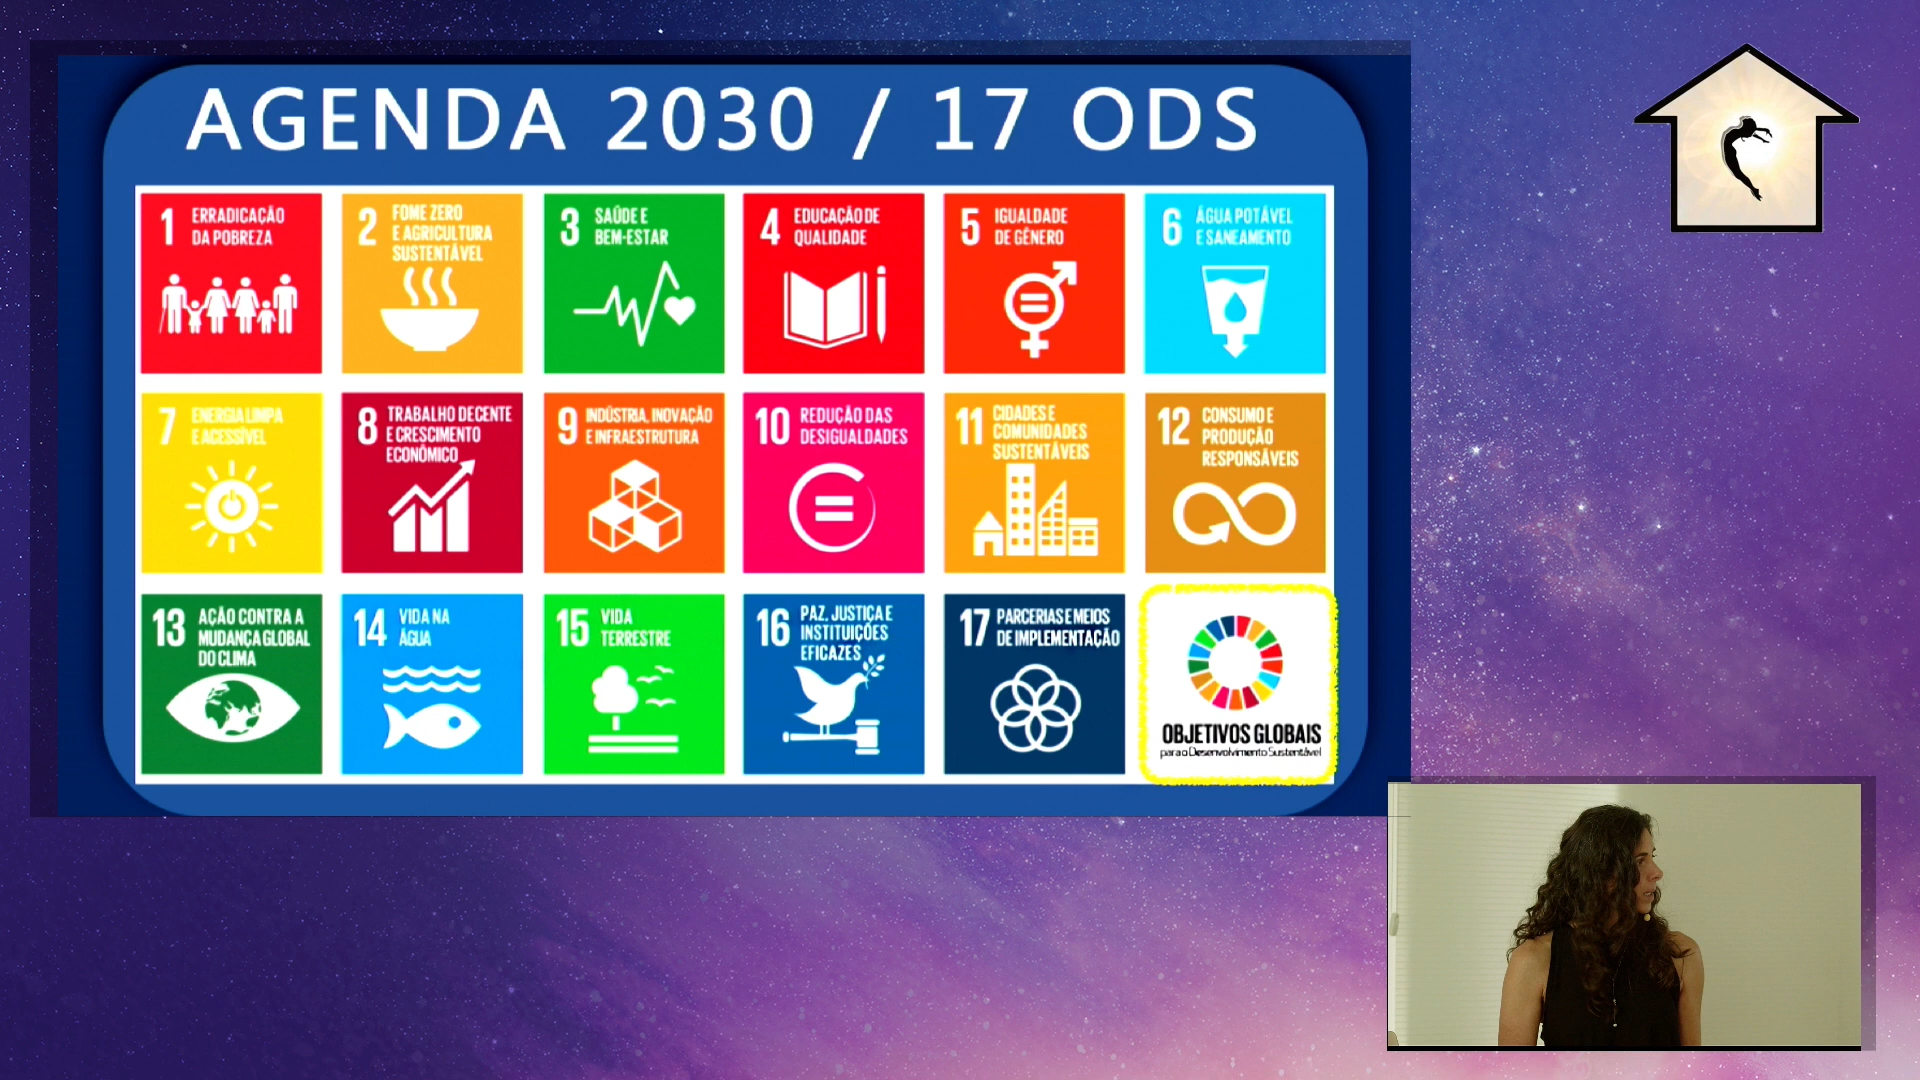 AGENDA 2030 / 17 ODS
1 ERRADICAÇÃO
DA POBREZA
2 FOME ZERO
E AGRICULTURA
SUSTENTÁVEL
3 SAÚDE E
BEM-ESTAR
4 EDUCAÇÃO DE
QUALIDADE
5 IGUALDADE
DE GÊNERO
6 ÁGUA POTÁVEL
E SANEAMENTO
7 ENERGIA LIMPA
E ACESSÍVEL
8 TRABALHO DECENTE
E CRESCIMENTO
ECONÔMICO
9 INDÚSTRIA, INOVAÇÃO
E INFRAESTRUTURA
10 REDUÇÃO DAS
DESIGUALDADES
11 CIDADES E
COMUNIDADES
SUSTENTÁVEIS
12 CONSUMO E
PRODUÇÃO
RESPONSÁVEIS
13 AÇÃO CONTRA A
MUDANÇA GLOBAL
DO CLIMA
14 VIDA NA
ÁGUA
15 VIDA
TERRESTRE
16 PAZ, JUSTIÇA E
INSTITUIÇÕES
EFICAZES
17 PARCERIAS E MEIOS
DE IMPLEMENTAÇÃO
OBJETIVOS GLOBAIS
para o Desenvolvimento Sustentável